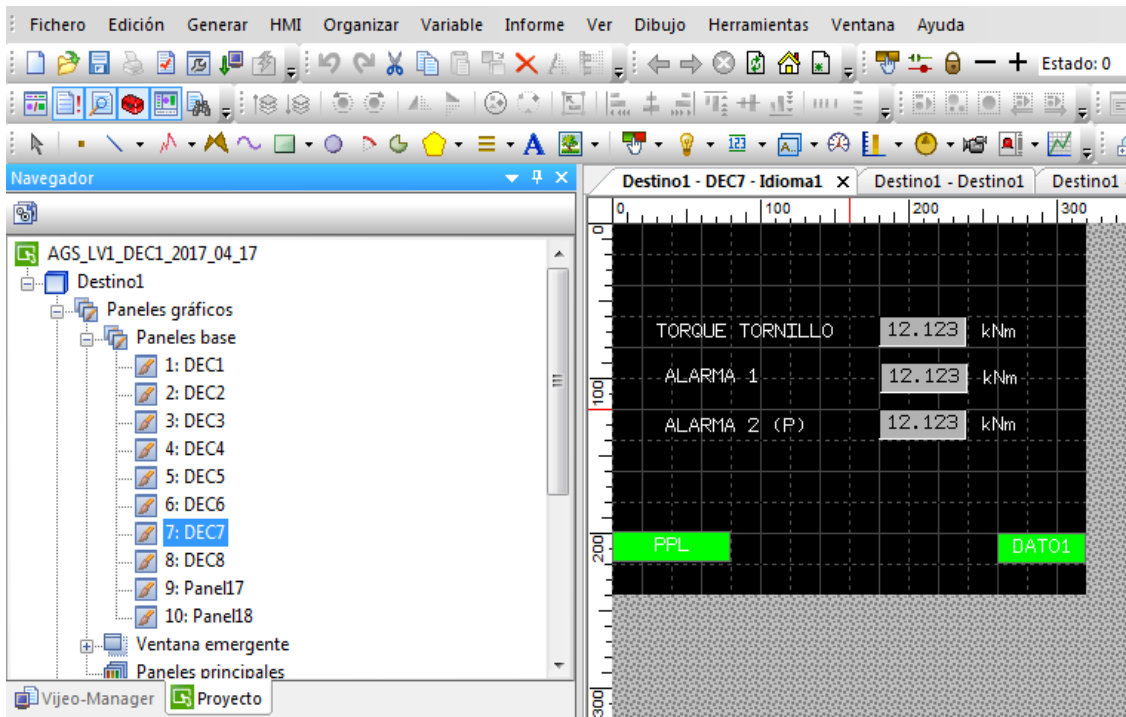 Fichero Edición Generar HMI Organizar Variable Informe Ver Dibujo Herramientas Ventana Ayuda
Estado: 0
Navegador
AGS_LV1_DEC1_2017_04_17
Destino1
Paneles gráficos
Paneles base
1: DEC1
2: DEC2
3: DEC3
4: DEC4
5: DEC5
6: DEC6
7: DEC7
8: DEC8
9: Panel17
10: Panel18
Ventana emergente
Paneles principales
Vijeo-Manager Proyecto
Destino1 - DEC7 - Idioma1 Destino1 - Destino1 Destino1 -
0 100 200 300
0
100
200
300
TORQUE TORNILLO 12.123 kNm
ALARMA 1 12.123 kNm
ALARMA 2 (P) 12.123 kNm
PPL DATO1